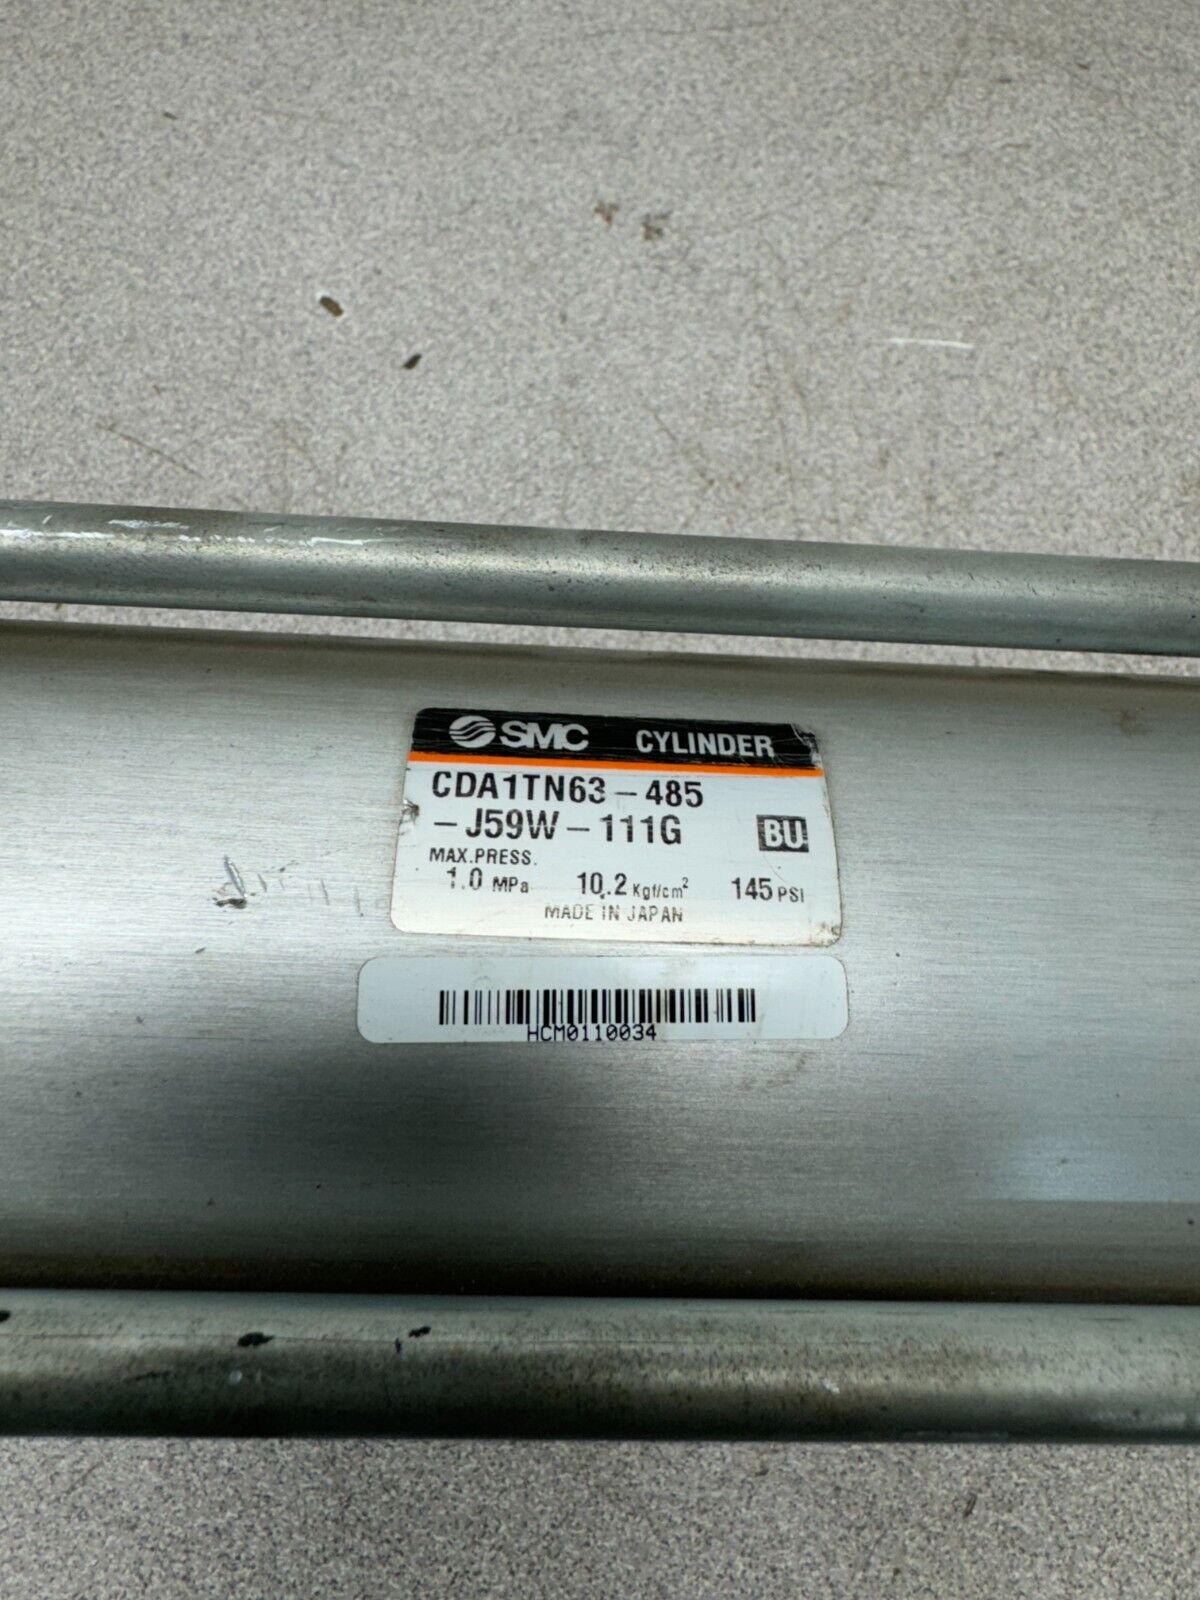 SMC CYLINDER
CDA1TN63-485
-J59W-111G BU
MAX.PRESS.
1.0 MPa 10.2 Kgf/cm² 145 PSI
MADE IN JAPAN
HCM0110034